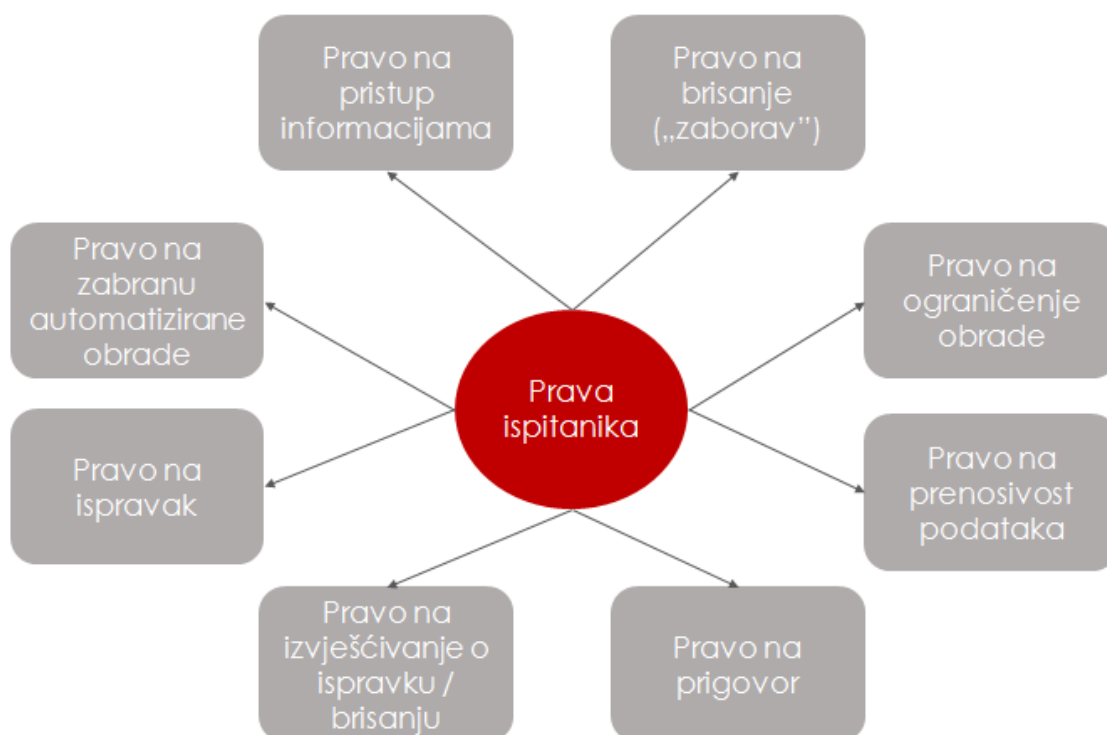 Pravo na
pristup
informacijama
Pravo na
brisanje
(„zaborav”)
Pravo na
zabranu
automatizirane
obrade
Pravo na
ograničenje
obrade
Prava
ispitanika
Pravo na
ispravak
Pravo na
prenosivost
podataka
Pravo na
izvješćivanje o
ispravku /
brisanju
Pravo na
prigovor